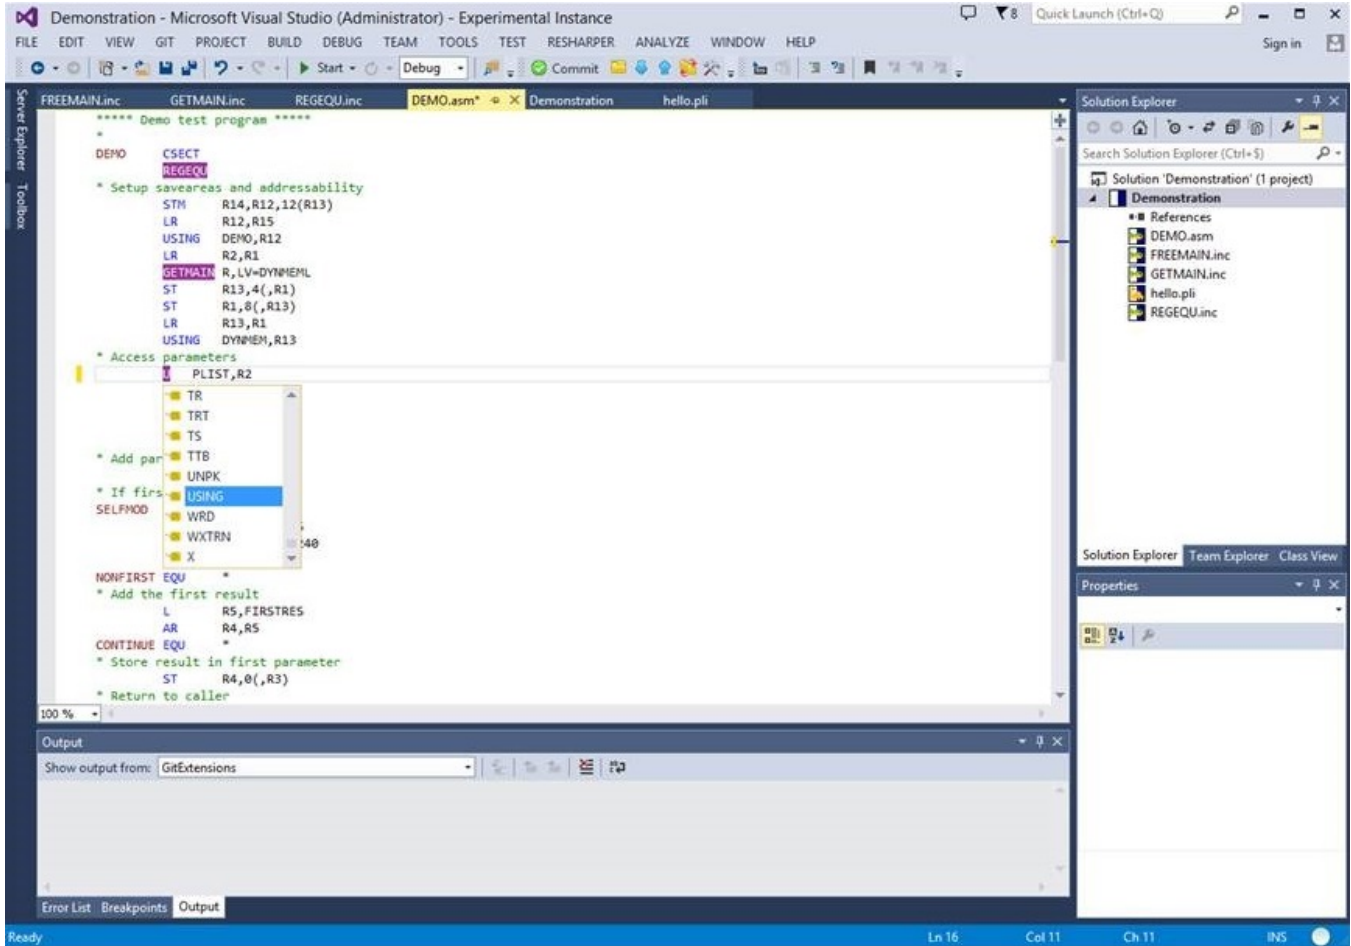 Demonstration - Microsoft Visual Studio (Administrator) - Experimental Instance
8
Quick Launch (Ctrl+Q)
FILE EDIT VIEW GIT PROJECT BUILD DEBUG TEAM TOOLS TEST RESHARPER ANALYZE WINDOW HELP
Sign in
Start Debug Commit
Server Explorer
Toolbox
FREEMAIN.inc GETMAIN.inc REGEQU.inc DEMO.asm* Demonstration hello.pli
***** Demo test program *****
*
DEMO CSECT
REGEQU
* Setup saveareas and addressability
STM R14,R12,12(R13)
LR R12,R15
USING DEMO,R12
LR R2,R1
GETMAIN R,LV=DYNMEML
ST R13,4(,R1)
ST R1,8(,R13)
LR R13,R1
USING DYNMEM,R13
* Access parameters
U PLIST,R2
TR
TRT
TS
* Add par
TTB
UNPK
* If firs
USING
SELFMOD
WRD
WXTRN
240
X
NONFIRST EQU *
* Add the first result
L R5,FIRSTRES
AR R4,R5
CONTINUE EQU *
* Store result in first parameter
ST R4,0(,R3)
* Return to caller
100 %
Solution Explorer
Search Solution Explorer (Ctrl+$)
Solution 'Demonstration' (1 project)
Demonstration
References
DEMO.asm
FREEMAIN.inc
GETMAIN.inc
hello.pli
REGEQU.inc
Solution Explorer Team Explorer Class View
Properties
Output
Show output from: GitExtensions
Error List Breakpoints Output
Ready
Ln 16 Col 11 Ch 11 INS